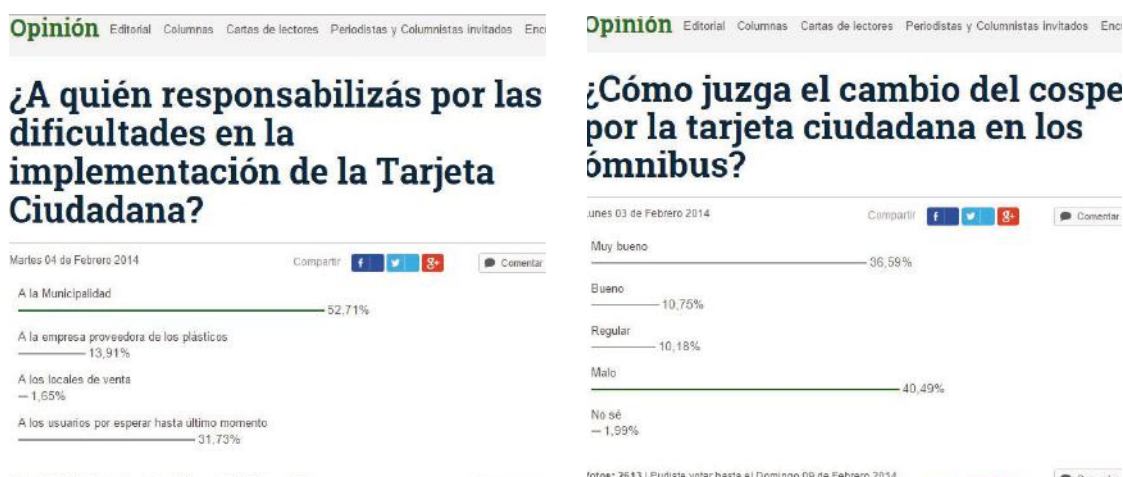 Opinión Editorial Columnas Cartas de lectores Periodistas y Columnistas invitados
¿A quién responsabilizás por las
dificultades en la
implementación de la Tarjeta
Ciudadana?
Martes 04 de Febrero 2014 Compartir f g+ Comentar
A la Municipalidad
52,71%
A la empresa proveedora de los plásticos
13,91%
A los locales de venta
1,65%
A los usuarios por esperar hasta último momento
31,73%
Opinión Editorial Columnas Cartas de lectores Periodistas y Columnistas invitados
¿Cómo juzga el cambio del cospe
por la tarjeta ciudadana en los
ómnibus?
Lunes 03 de Febrero 2014 Compartir f g+ Comentar
Muy bueno
36,59%
Bueno
10,75%
Regular
10,18%
Malo
40,49%
No sé
1,99%
Votos: 3513 | Pudiste votar hasta el Domingo 09 de Febrero 2014